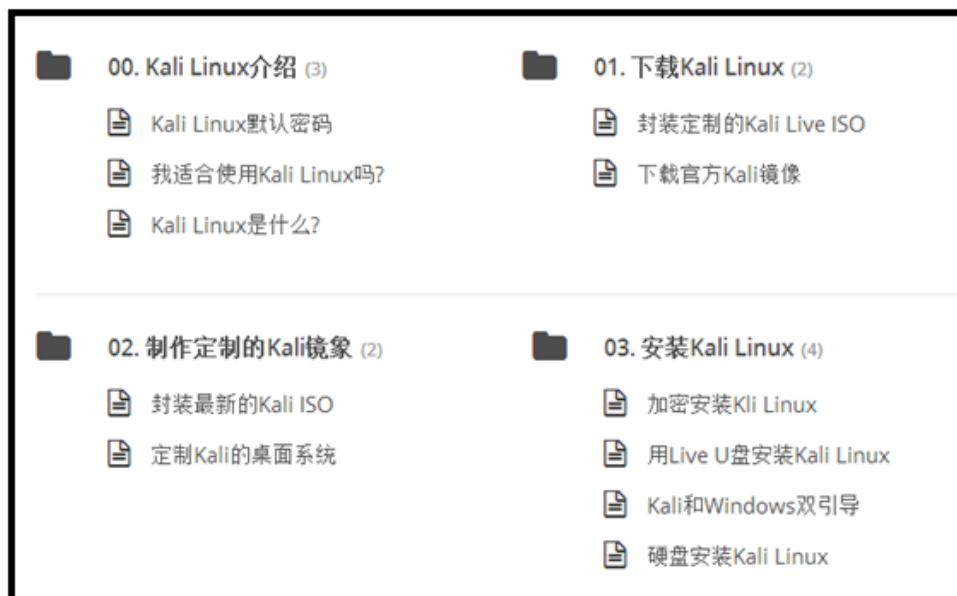 00. Kali Linux介绍 (3)
Kali Linux默认密码
我适合使用Kali Linux吗?
Kali Linux是什么?
01. 下载Kali Linux (2)
封装定制的Kali Live ISO
下载官方Kali镜像
02. 制作定制的Kali镜象 (2)
封装最新的Kali ISO
定制Kali的桌面系统
03. 安装Kali Linux (4)
加密安装Kli Linux
用Live U盘安装Kali Linux
Kali和Windows双引导
硬盘安装Kali Linux